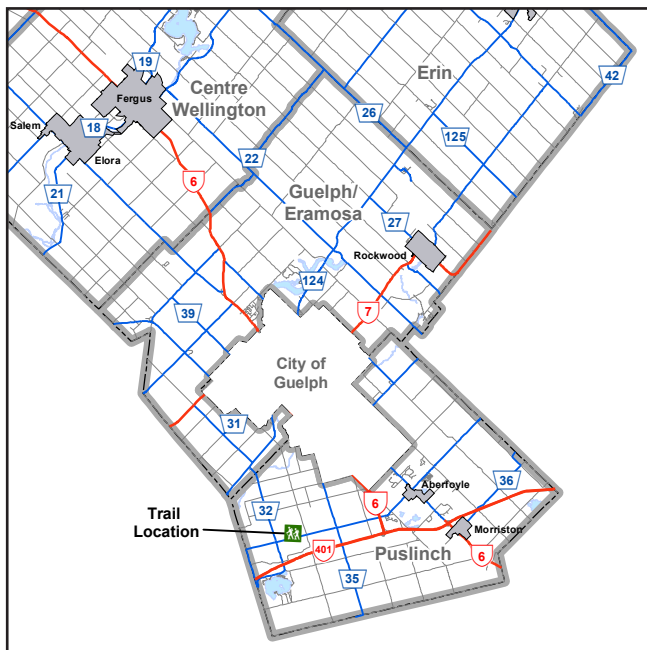 19
Centre
Wellington
Erin
42
Fergus
Salem
18
Elora
26
125
22
6
21
Guelph/
Eramosa
27
Rockwood
124
7
39
City of
Guelph
31
36
Aberfoyle
6
32
Trail
Location
Morriston
401
Puslinch
6
35